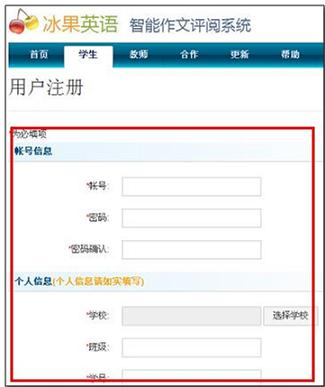 冰果英语 智能作文评阅系统
首页 学生 教师 合作 更新 帮助
用户注册
*为必填项
帐号信息
*帐号:
*密码:
*密码确认:
个人信息(个人信息请如实填写)
*学校: 选择学校
*班级:
*学号: